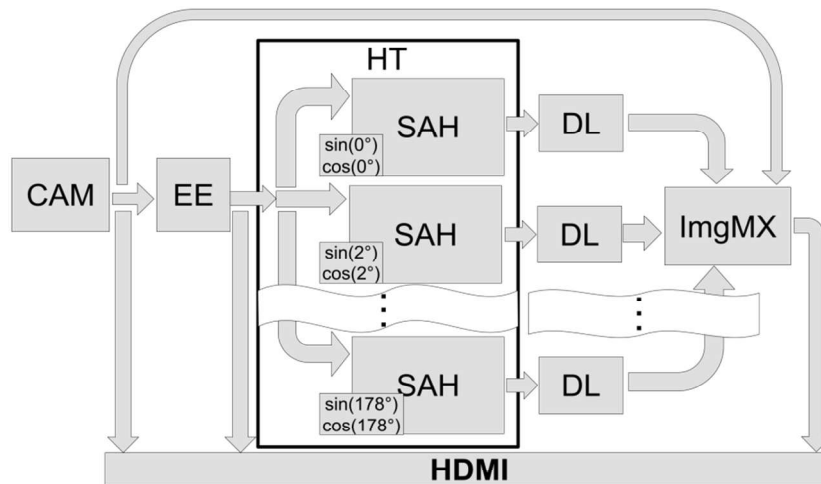 HT
SAH
DL
sin(0°)
cos(0°)
CAM
EE
ImgMX
SAH
DL
sin(2°)
cos(2°)
SAH
DL
sin(178°)
cos(178°)
HDMI